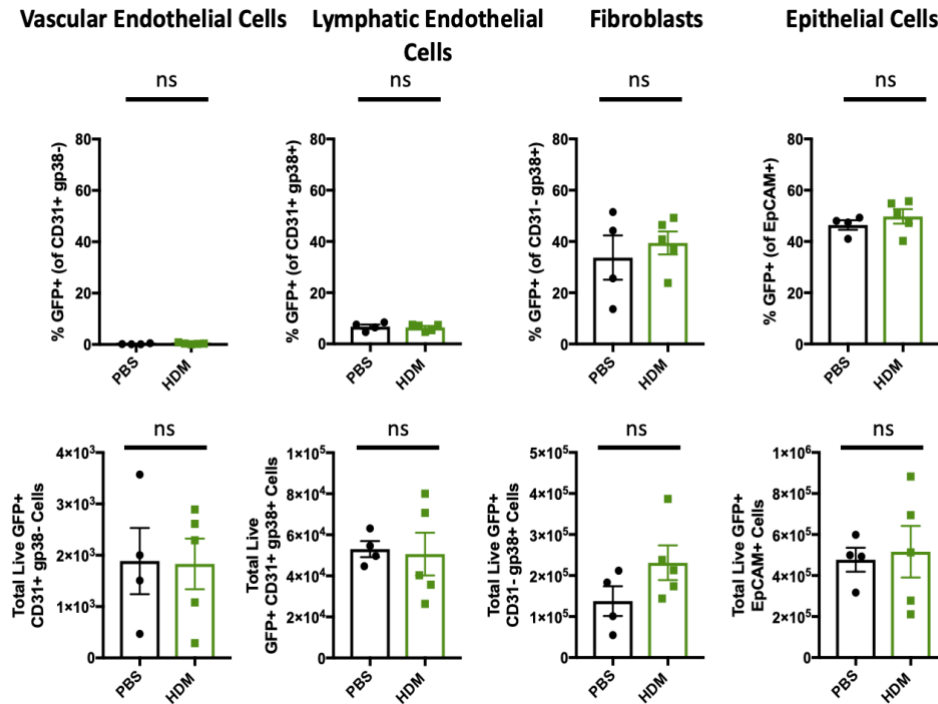 Vascular Endothelial Cells
Lymphatic Endothelial
Cells
Fibroblasts
Epithelial Cells
ns
% GFP+ (of CD31+ gp38-)
80
60
40
20
0
PBS
HDM
ns
% GFP+ (of CD31+ gp38+)
80
60
40
20
0
PBS
HDM
ns
% GFP+ (of CD31- gp38+)
80
60
40
20
0
PBS
HDM
ns
% GFP+ (of EpCAM+)
80
60
40
20
0
PBS
HDM
ns
Total Live GFP+
CD31+ gp38- Cells
4×10³
3×10³
2×10³
1×10³
0
PBS
HDM
ns
Total Live
GFP+ CD31+ gp38+ Cells
1×10⁵
8×10⁴
6×10⁴
4×10⁴
2×10⁴
0
PBS
HDM
ns
Total Live GFP+
CD31- gp38+ Cells
5×10⁵
4×10⁵
3×10⁵
2×10⁵
1×10⁵
0
PBS
HDM
ns
Total Live GFP+
EpCAM+ Cells
1×10⁶
8×10⁵
6×10⁵
4×10⁵
2×10⁵
0
PBS
HDM